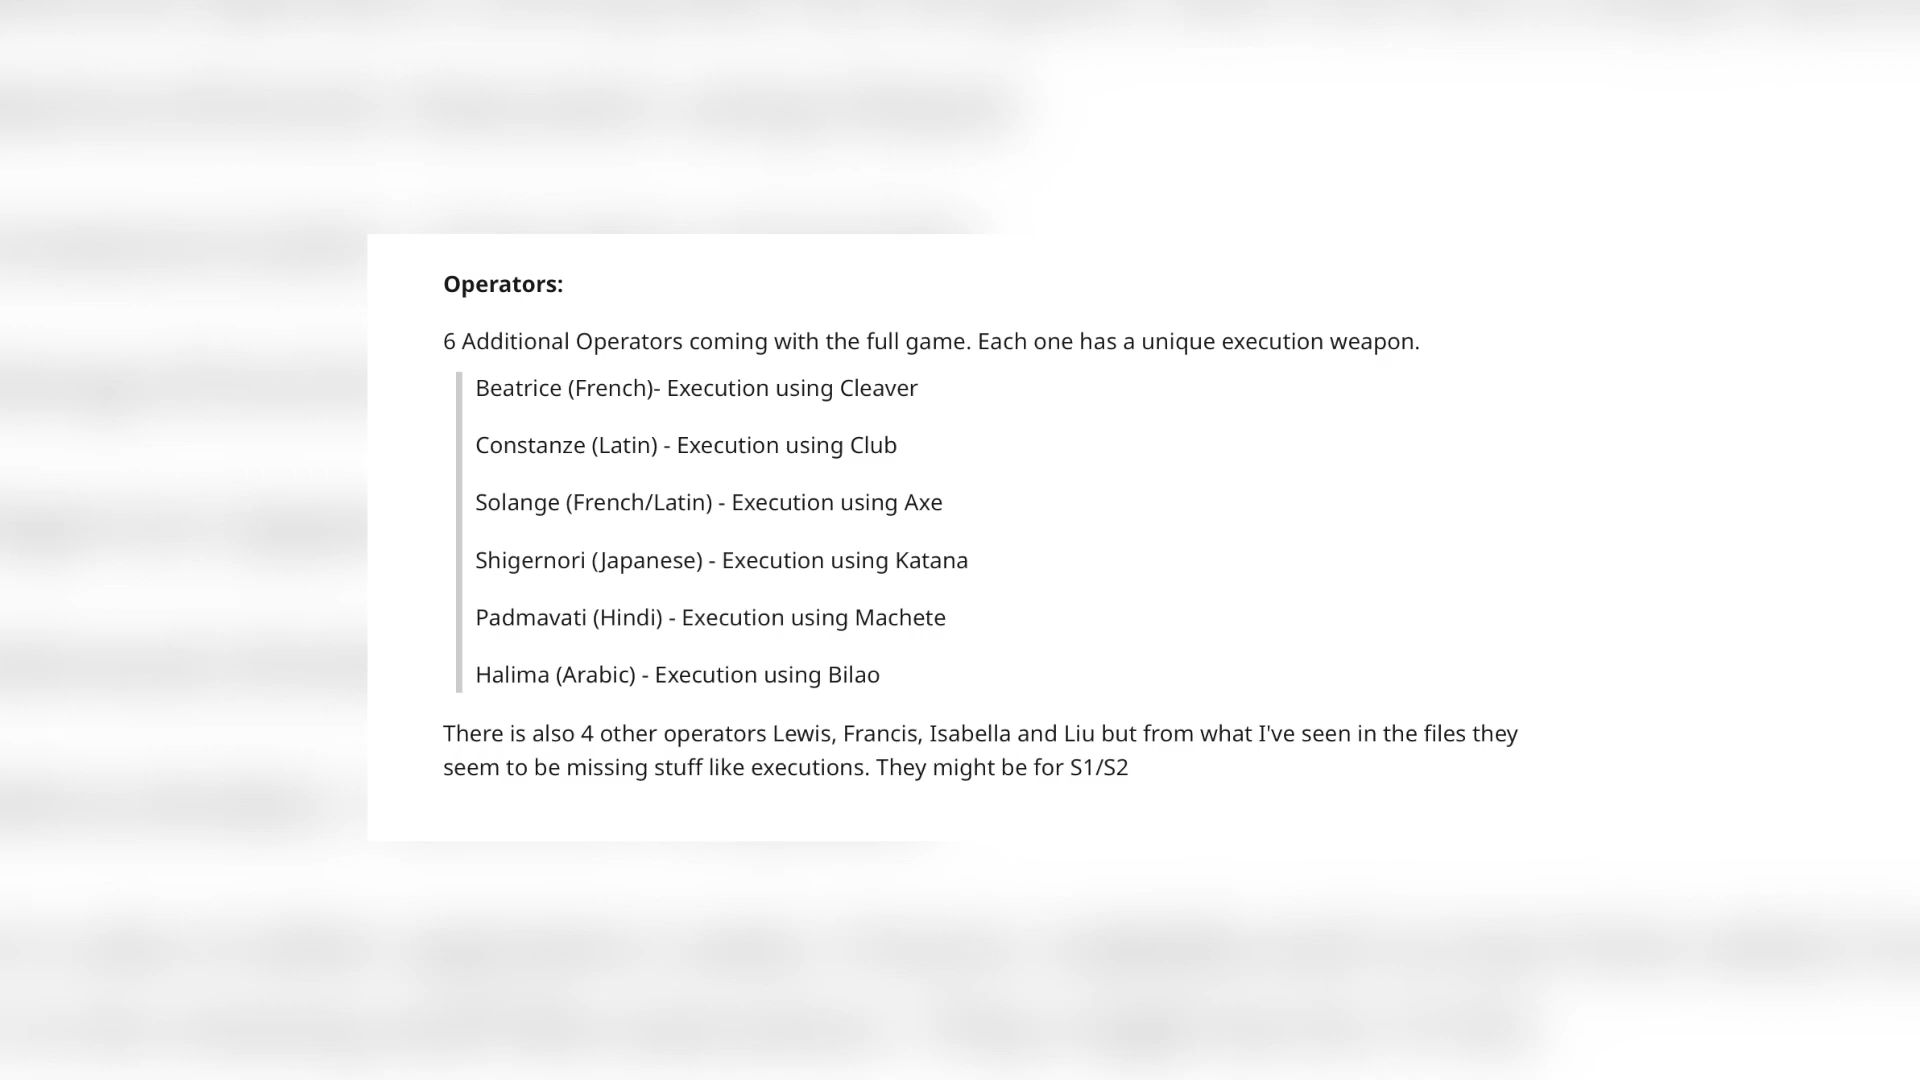 Operators:
6 Additional Operators coming with the full game. Each one has a unique execution weapon.
Beatrice (French)- Execution using Cleaver
Constanze (Latin) - Execution using Club
Solange (French/Latin) - Execution using Axe
Shigernori (Japanese) - Execution using Katana
Padmavati (Hindi) - Execution using Machete
Halima (Arabic) - Execution using Bilao
There is also 4 other operators Lewis, Francis, Isabella and Liu but from what I've seen in the files they
seem to be missing stuff like executions. They might be for S1/S2